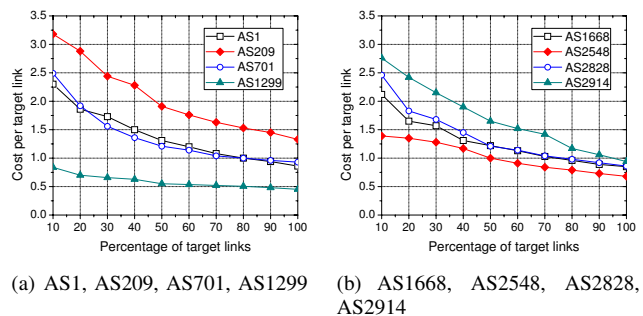 3.5
3.0
2.5
2.0
1.5
1.0
0.5
0.0
Cost per target link
10 20 30 40 50 60 70 80 90 100
Percentage of target links
AS1
AS209
AS701
AS1299
(a) AS1, AS209, AS701, AS1299
3.5
3.0
2.5
2.0
1.5
1.0
0.5
0.0
Cost per target link
10 20 30 40 50 60 70 80 90 100
Percentage of target links
AS1668
AS2548
AS2828
AS2914
(b) AS1668, AS2548, AS2828,
AS2914